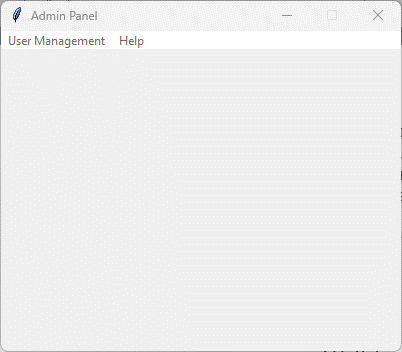 Admin Panel
User Management Help